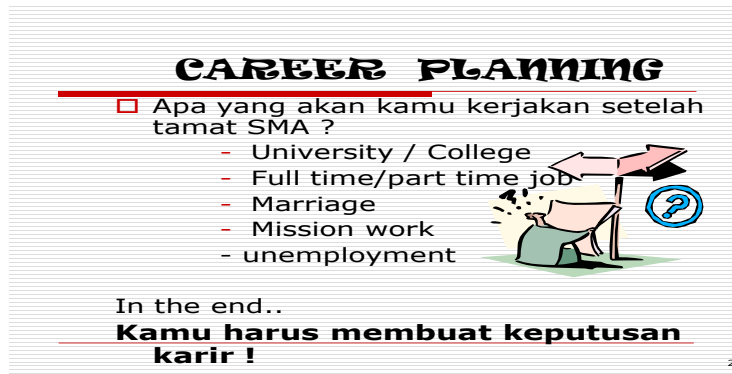 CAREER PLANNING
Apa yang akan kamu kerjakan setelah
tamat SMA ?
- University / College
- Full time/part time job
- Marriage
- Mission work
- unemployment
In the end..
Kamu harus membuat keputusan
karir !
2